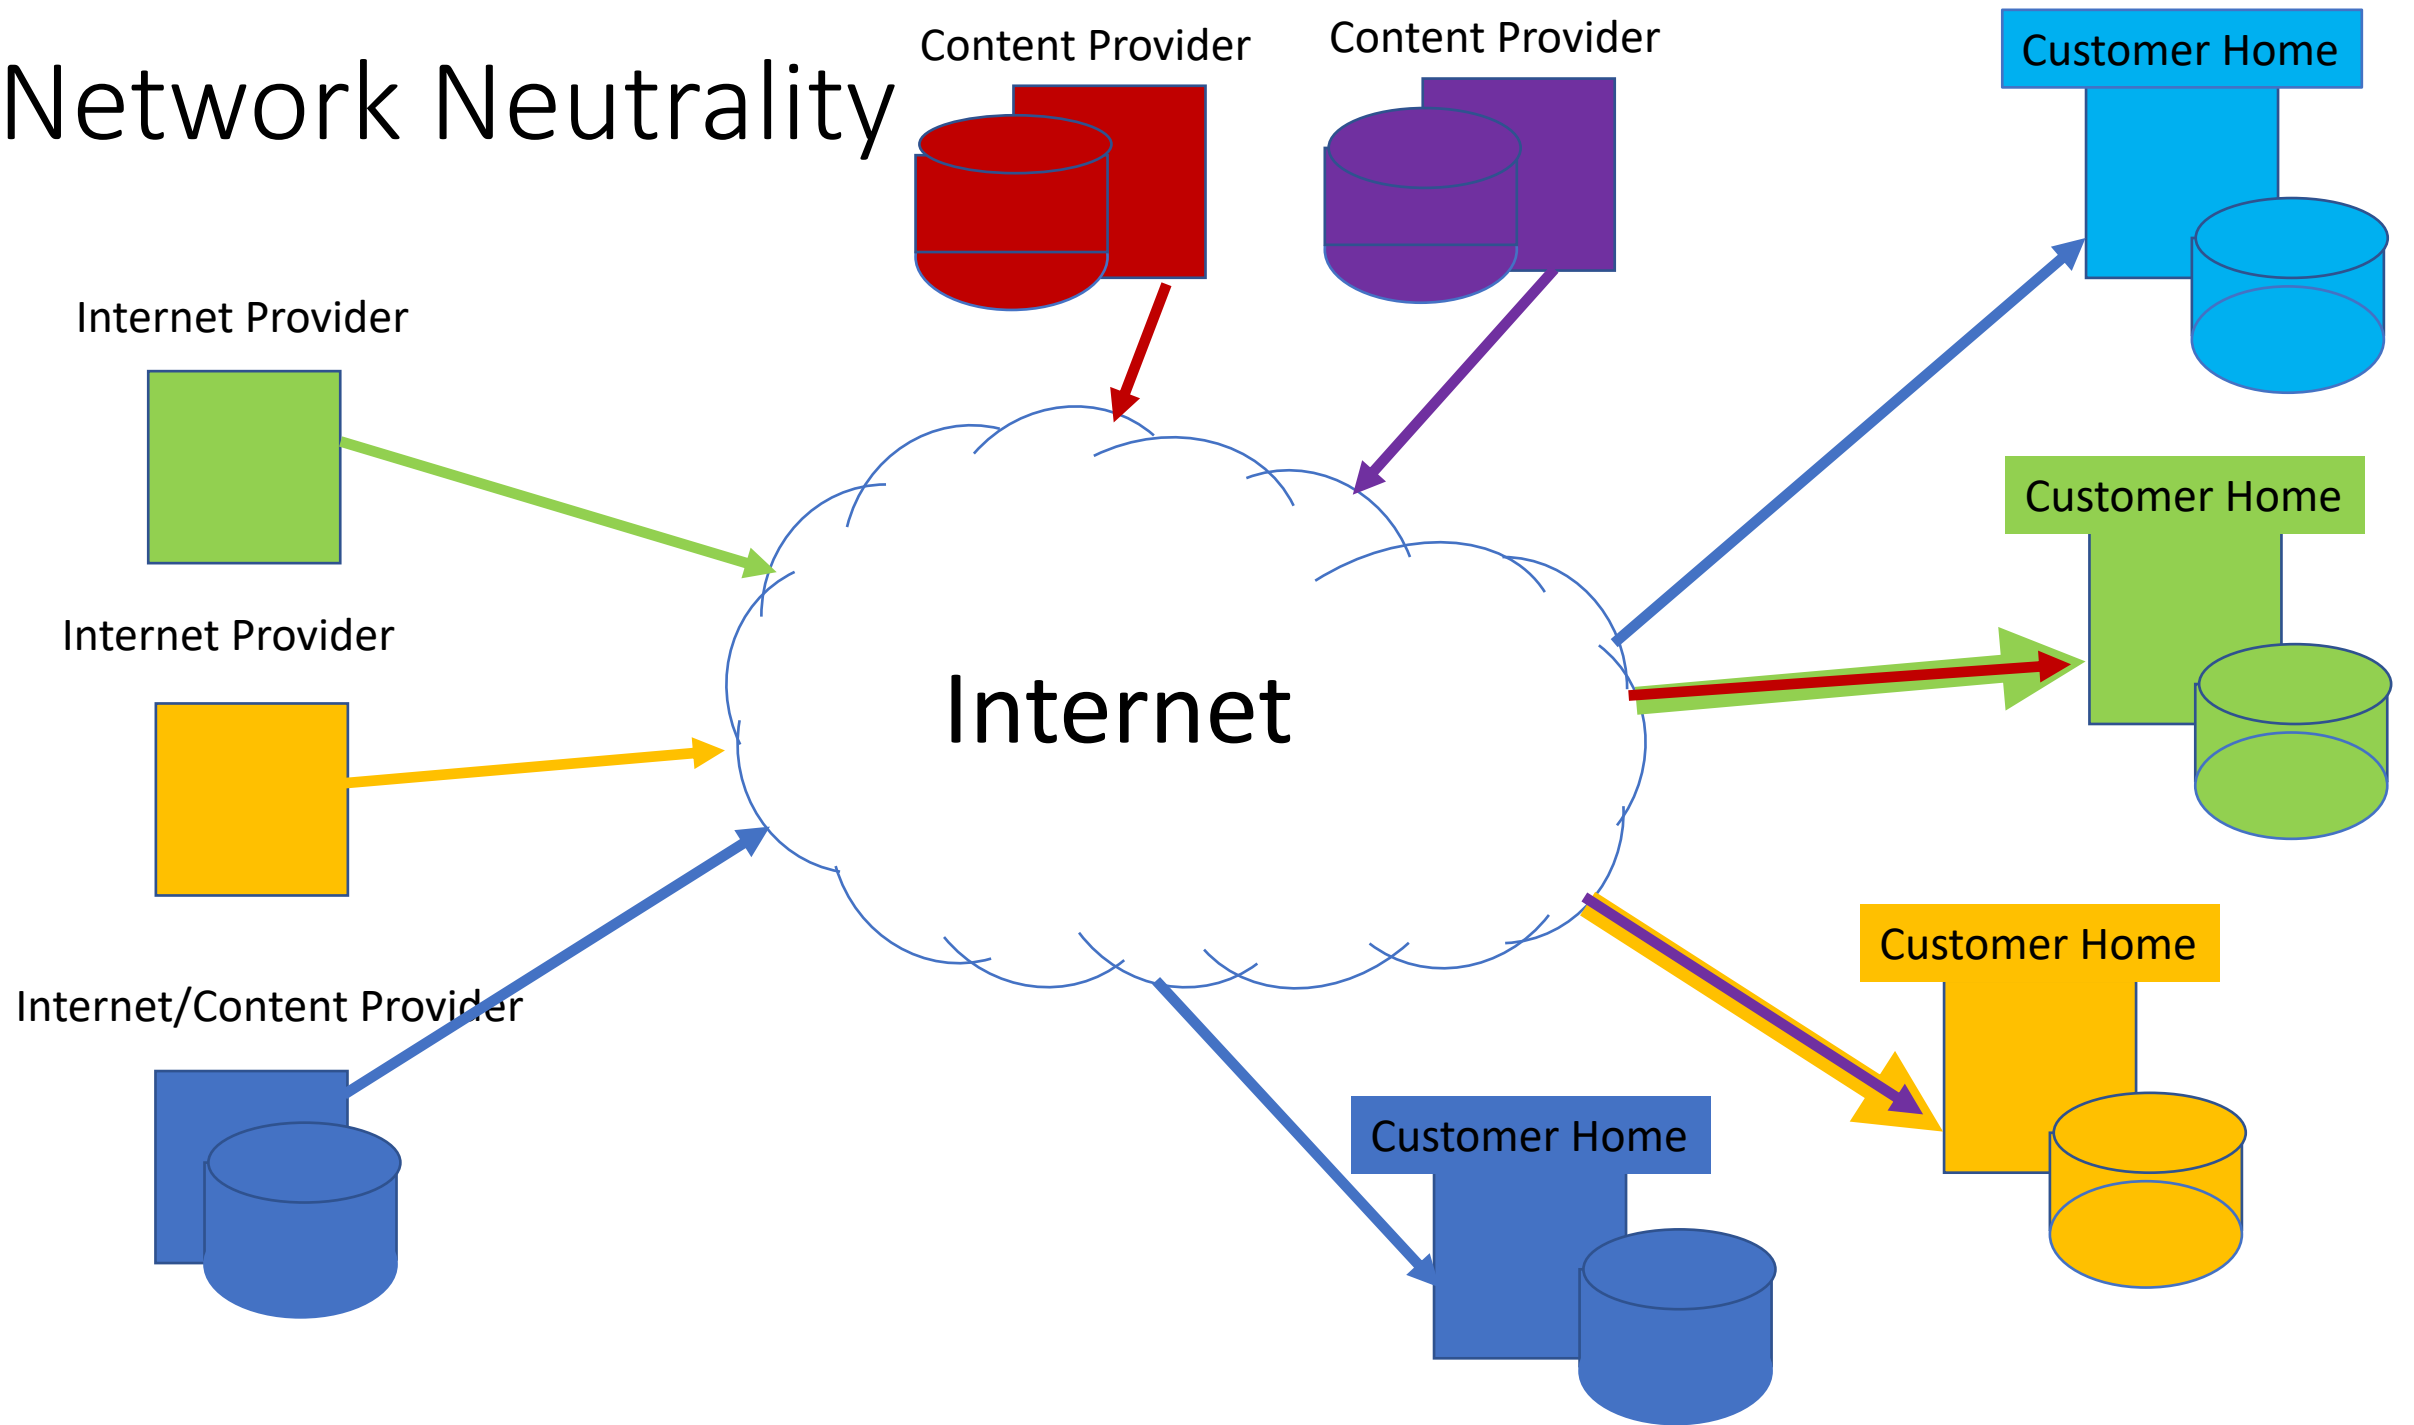 Network Neutrality
Content Provider
Content Provider
Customer Home
Internet Provider
Customer Home
Internet Provider
Internet
Customer Home
Internet/Content Provider
Customer Home